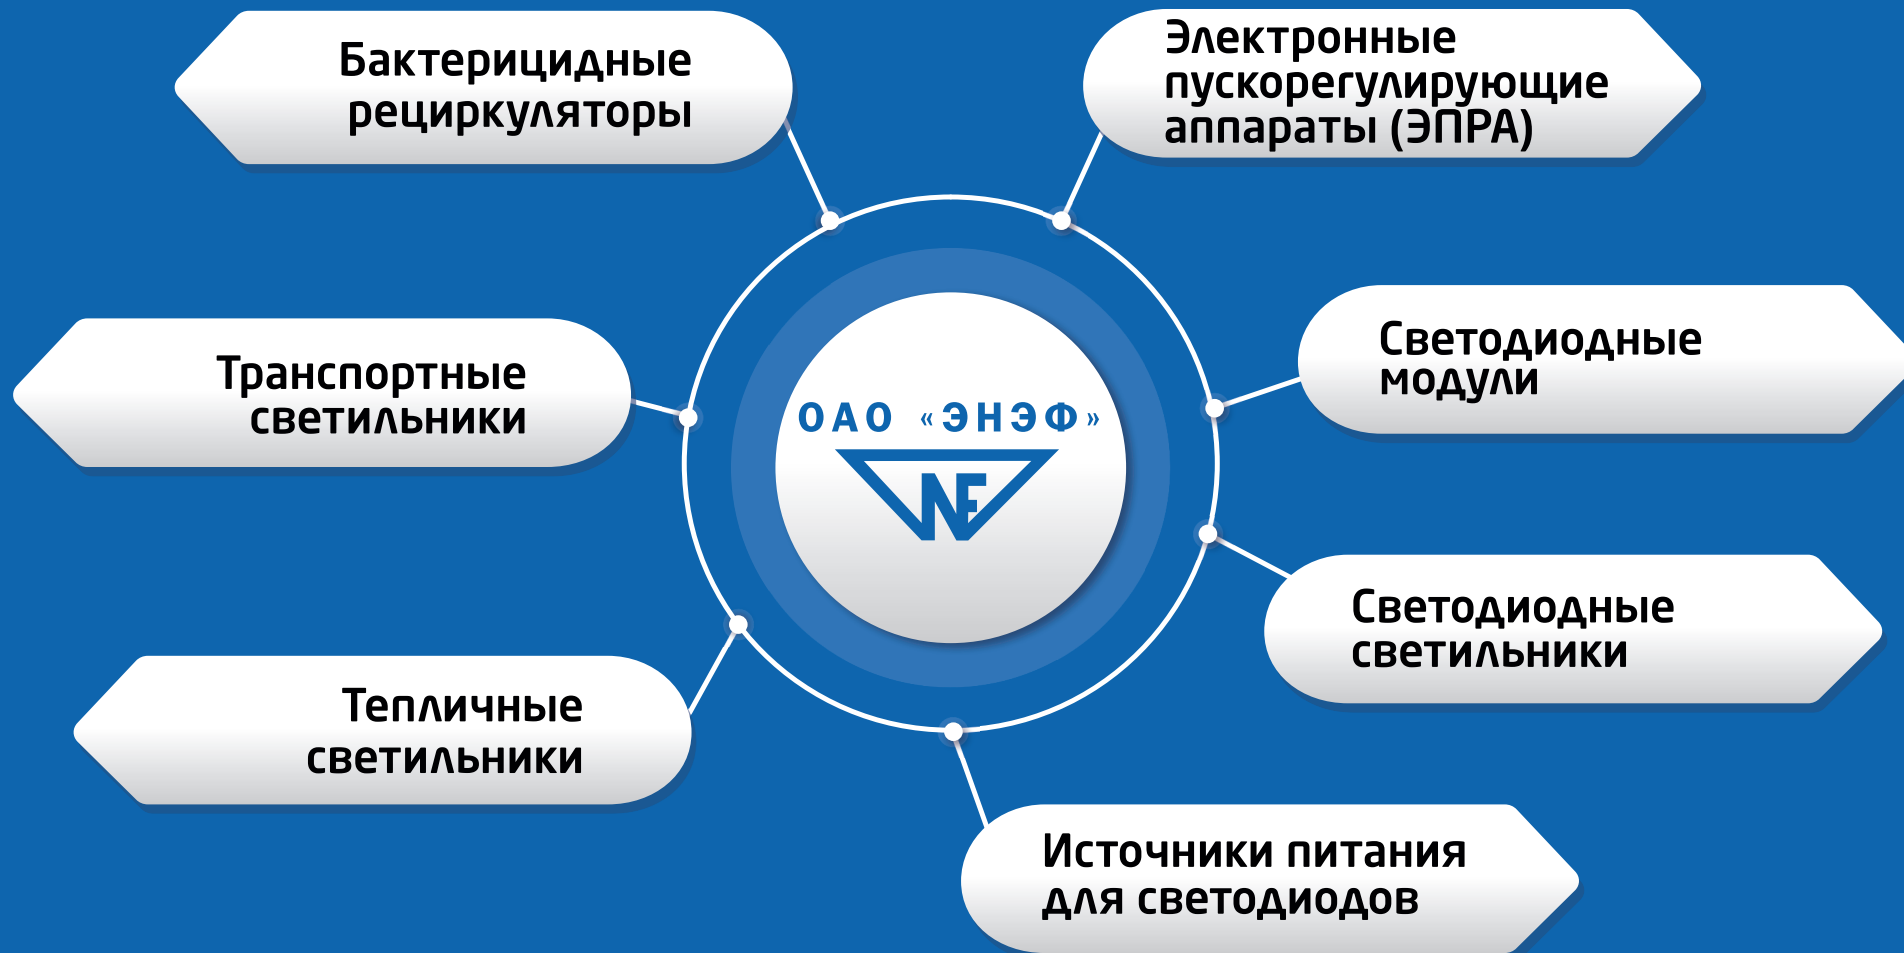 Бактерицидные
рециркуляторы
Электронные
пускорегулирующие
аппараты (ЭПРА)
Транспортные
светильники
Светодиодные
модули
ОАО «ЭНЭФ»
NF
Светодиодные
светильники
Тепличные
светильники
Источники питания
для светодиодов